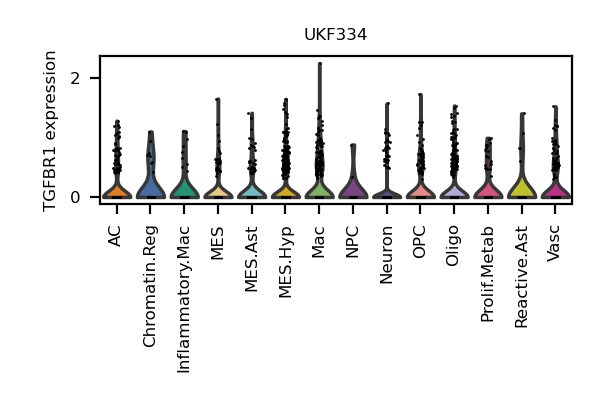 UKF334
TGFBR1 expression
2
0
AC
Chromatin.Reg
Inflammatory.Mac
MES
MES.Ast
MES.Hyp
Mac
NPC
Neuron
OPC
Oligo
Prolif.Metab
Reactive.Ast
Vasc